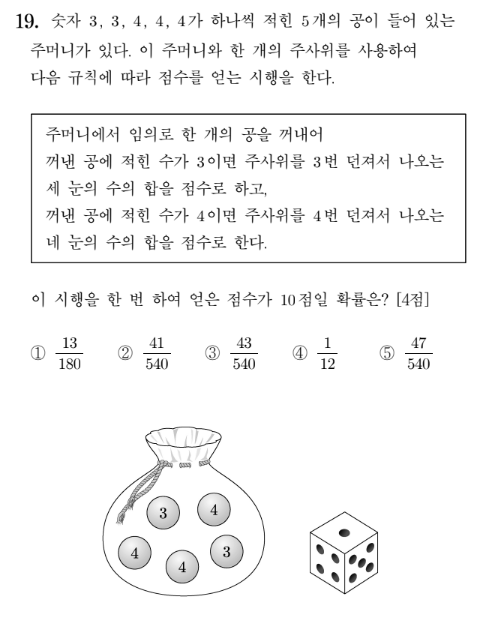 19. 숫자 3, 3, 4, 4, 4가 하나씩 적힌 5개의 공이 들어 있는
주머니가 있다. 이 주머니와 한 개의 주사위를 사용하여
다음 규칙에 따라 점수를 얻는 시행을 한다.
주머니에서 임의로 한 개의 공을 꺼내어
꺼낸 공에 적힌 수가 3이면 주사위를 3번 던져서 나오는
세 눈의 수의 합을 점수로 하고,
꺼낸 공에 적힌 수가 4이면 주사위를 4번 던져서 나오는
네 눈의 수의 합을 점수로 한다.
이 시행을 한 번 하여 얻은 점수가 10점일 확률은? [4점]
① 13/180 ② 41/540 ③ 43/540 ④ 1/12 ⑤ 47/540
3 4
4 4 3